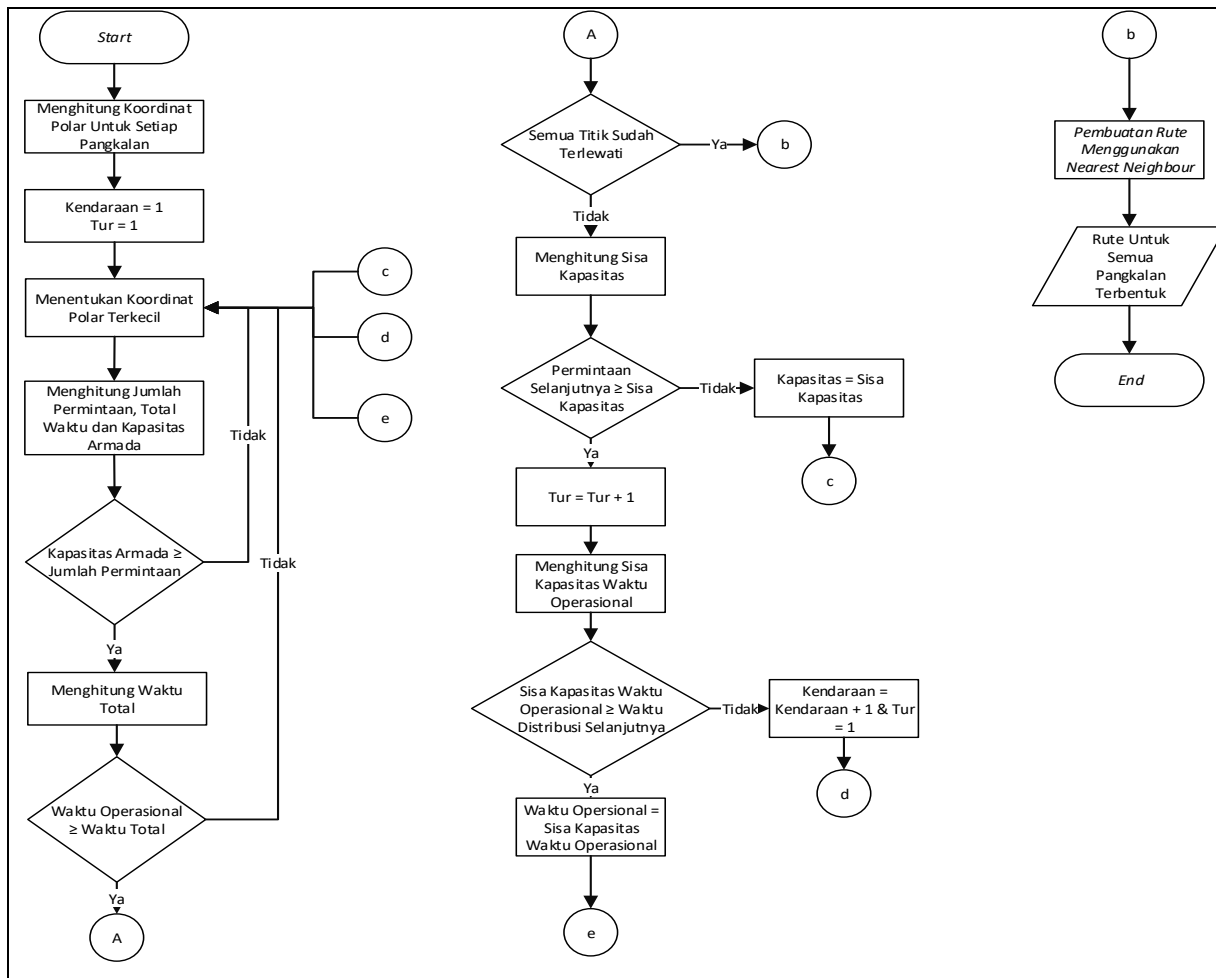 Start
Menghitung Koordinat
Polar Untuk Setiap
Pangkalan
Kendaraan = 1
Tur = 1
Menentukan Koordinat
Polar Terkecil
Menghitung Jumlah
Permintaan, Total
Waktu dan Kapasitas
Armada
Kapasitas Armada ≥
Jumlah Permintaan
Tidak
Ya
Menghitung Waktu
Total
Waktu Operasional
≥ Waktu Total
Tidak
Ya
A
c
d
e
A
Semua Titik Sudah
Terlewati
Ya
b
Tidak
Menghitung Sisa
Kapasitas
Permintaan
Selanjutnya ≥ Sisa
Kapasitas
Tidak
Kapasitas = Sisa
Kapasitas
c
Ya
Tur = Tur + 1
Menghitung Sisa
Kapasitas Waktu
Operasional
Sisa Kapasitas Waktu
Operasional ≥ Waktu
Distribusi Selanjutnya
Tidak
Kendaraan =
Kendaraan + 1 & Tur
= 1
d
Ya
Waktu Opersional =
Sisa Kapasitas
Waktu Operasional
e
b
Pembuatan Rute
Menggunakan
Nearest Neighbour
Rute Untuk
Semua
Pangkalan
Terbentuk
End